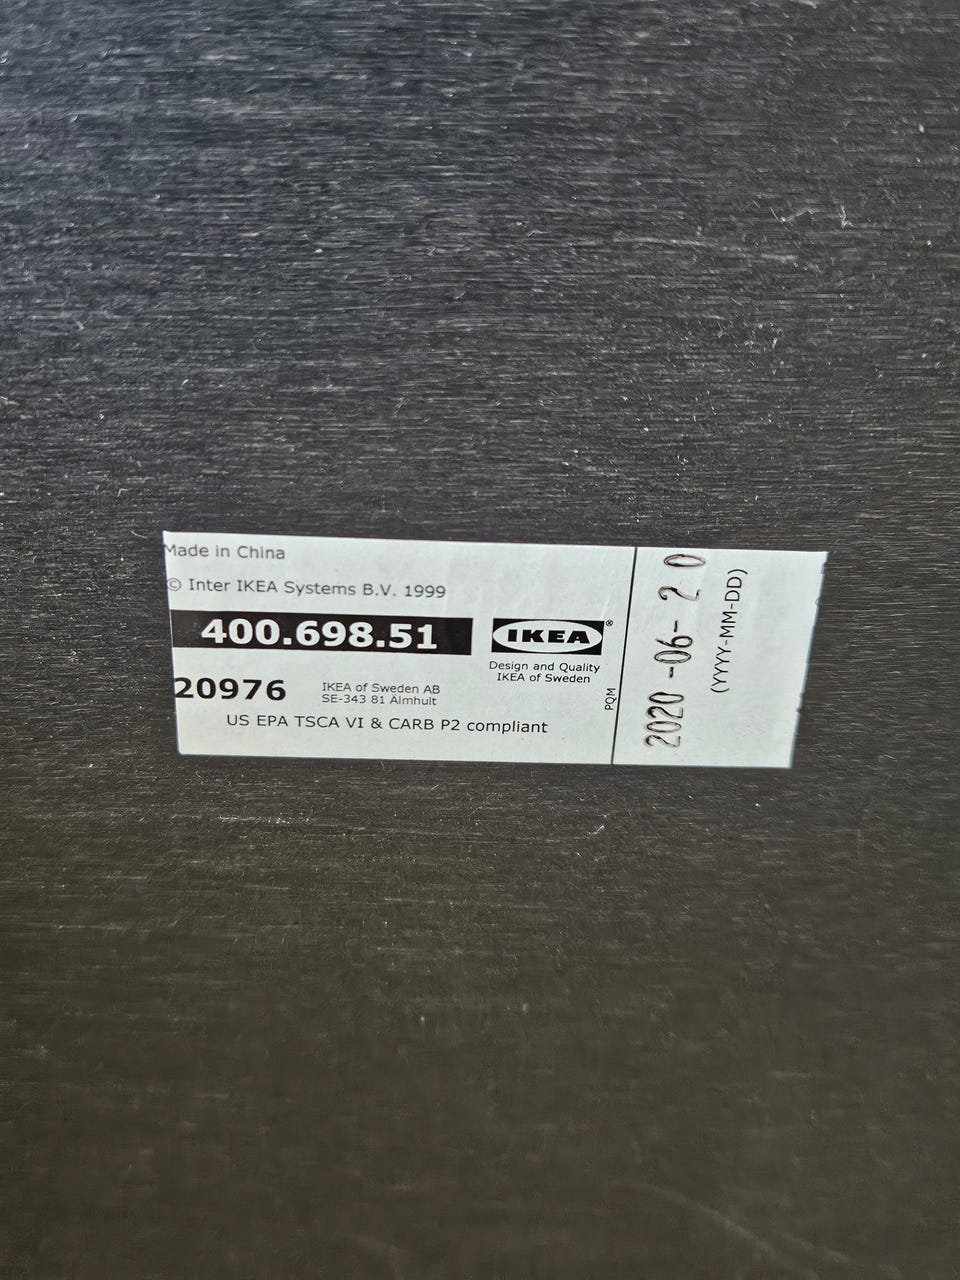 Made in China
© Inter IKEA Systems B.V. 1999
400.698.51
IKEA®
Design and Quality
IKEA of Sweden
20976
IKEA of Sweden AB
SE-343 81 Älmhult
US EPA TSCA VI & CARB P2 compliant
PQM
2020-06-20
(YYYY-MM-DD)